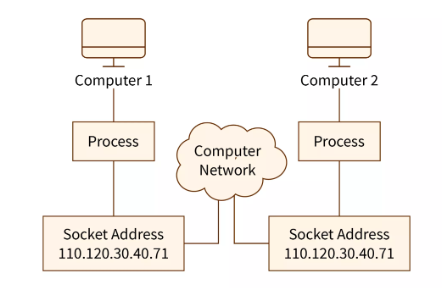 Computer 1
Computer 2
Process
Process
Computer
Network
Socket Address
110.120.30.40.71
Socket Address
110.120.30.40.71